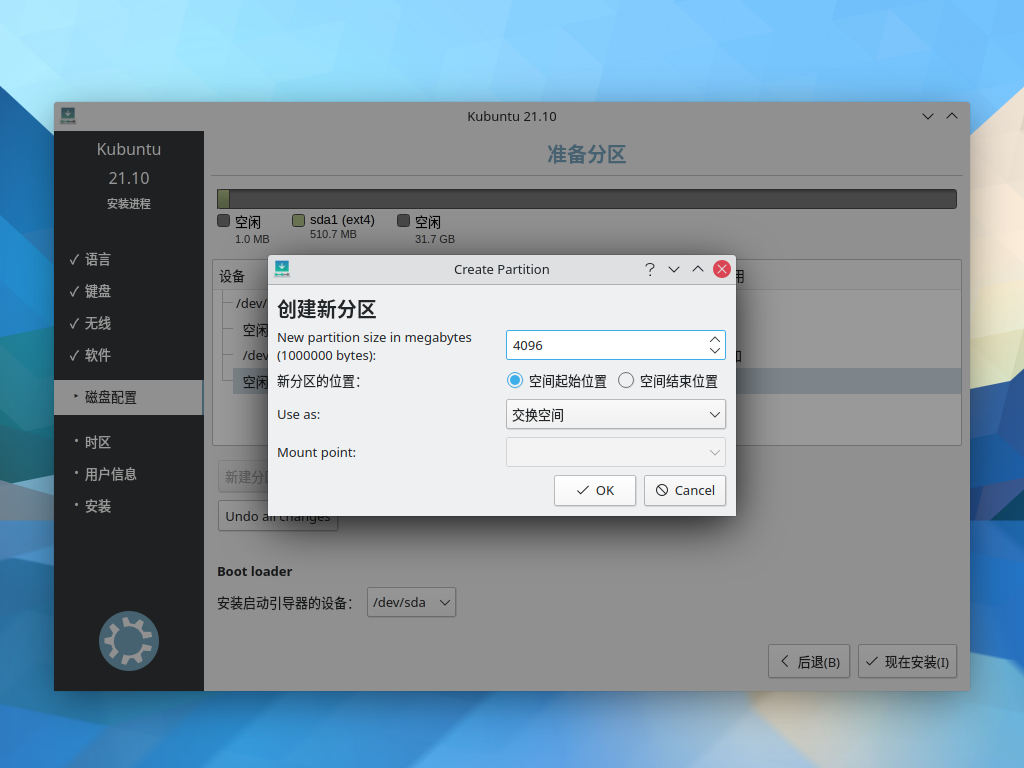 Kubuntu 21.10
Kubuntu
21.10
安装进程
✓ 语言
✓ 键盘
✓ 无线
✓ 软件
‣ 磁盘配置
• 时区
• 用户信息
• 安装
准备分区
空闲
1.0 MB
sda1 (ext4)
510.7 MB
空闲
31.7 GB
设备
用
/dev/
空闲
/dev
空闲
新建分
Undo all changes
Create Partition
创建新分区
New partition size in megabytes
(1000000 bytes):
4096
新分区的位置：
空间起始位置
空间结束位置
Use as:
交换空间
Mount point:
OK
Cancel
Boot loader
安装启动引导器的设备：
/dev/sda
后退(B)
现在安装(I)